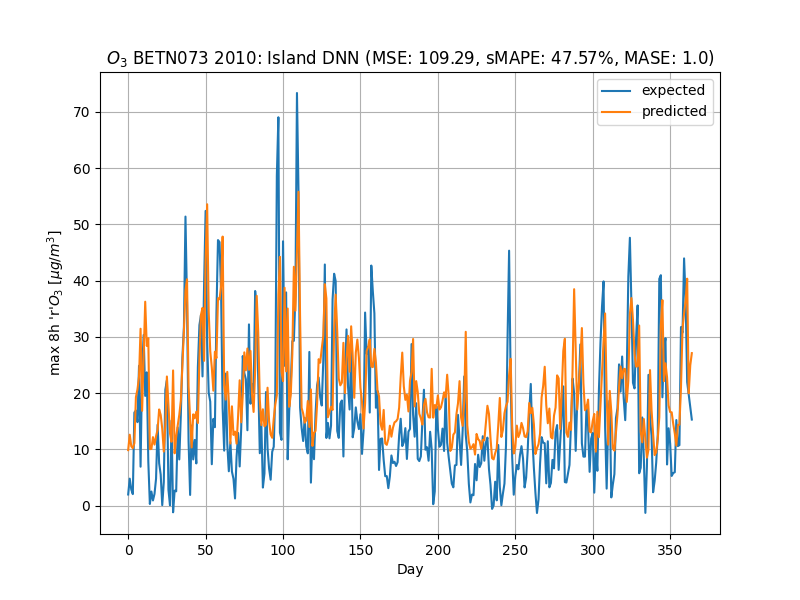 O3 BETN073 2010: Island DNN (MSE: 109.29, sMAPE: 47.57%, MASE: 1.0)
expected
predicted
max 8h 'r'O3 [μg/m3]
70
60
50
40
30
20
10
0
0 50 100 150 200 250 300 350
Day